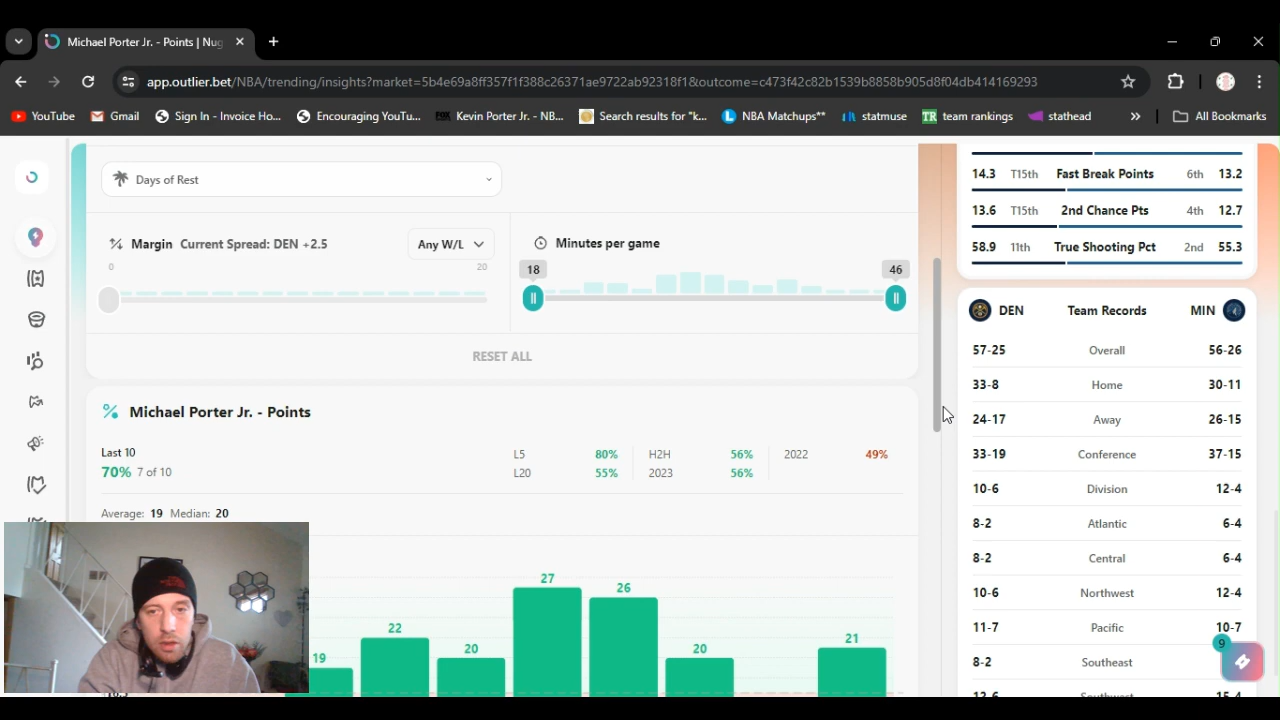 Michael Porter Jr. - Points | Nug
app.outlier.bet/NBA/trending/insights?market=5b4e69a8ff357f1f388c26371ae9722ab92318f1&outcome=c473f42c82b1539b8858b905d8f04db414169293
YouTube Gmail Sign In - Invoice Ho... Encouraging YouTu... FOX Kevin Porter Jr. - NB... Search results for "k... NBA Matchups** statmuse TR team rankings stathead » All Bookmarks
Days of Rest
Margin Current Spread: DEN +2.5 Any W/L
0 20
Minutes per game
18 46
RESET ALL
Michael Porter Jr. - Points
Last 10
70% 7 of 10
L5 80% H2H 56% 2022 49%
L20 55% 2023 56%
Average: 19 Median: 20
19 22 20 27 26 20 21
14.3 T15th Fast Break Points 6th 13.2
13.6 T15th 2nd Chance Pts 4th 12.7
58.9 11th True Shooting Pct 2nd 55.3
DEN Team Records MIN
57-25 Overall 56-26
33-8 Home 30-11
24-17 Away 26-15
33-19 Conference 37-15
10-6 Division 12-4
8-2 Atlantic 6-4
8-2 Central 6-4
10-6 Northwest 12-4
11-7 Pacific 10-7
9
8-2 Southeast
12-6 Southwest 15-4